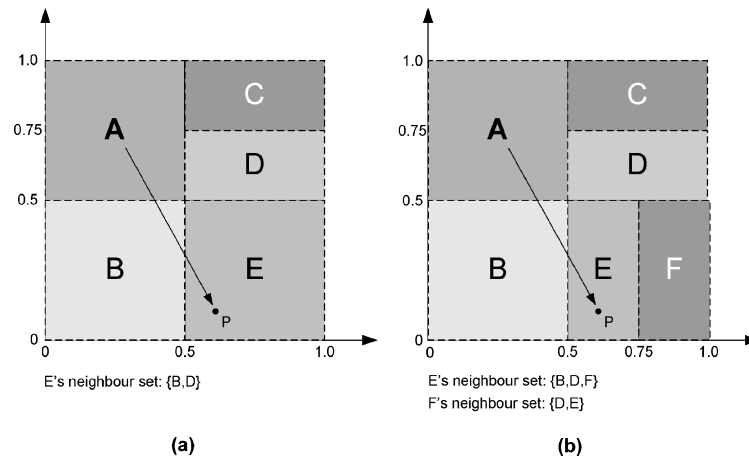 1.0
C
C
1.0
A
A
0.75
0.75
D
D
0.5
0.5
B
E
B
E
F
P
P
0
0
0
0.5
1.0
0
0.5
0.75
1.0
E's neighbour set: {B,D}
E's neighbour set: {B,D,F}
F's neighbour set: {D,E}
(a)
(b)